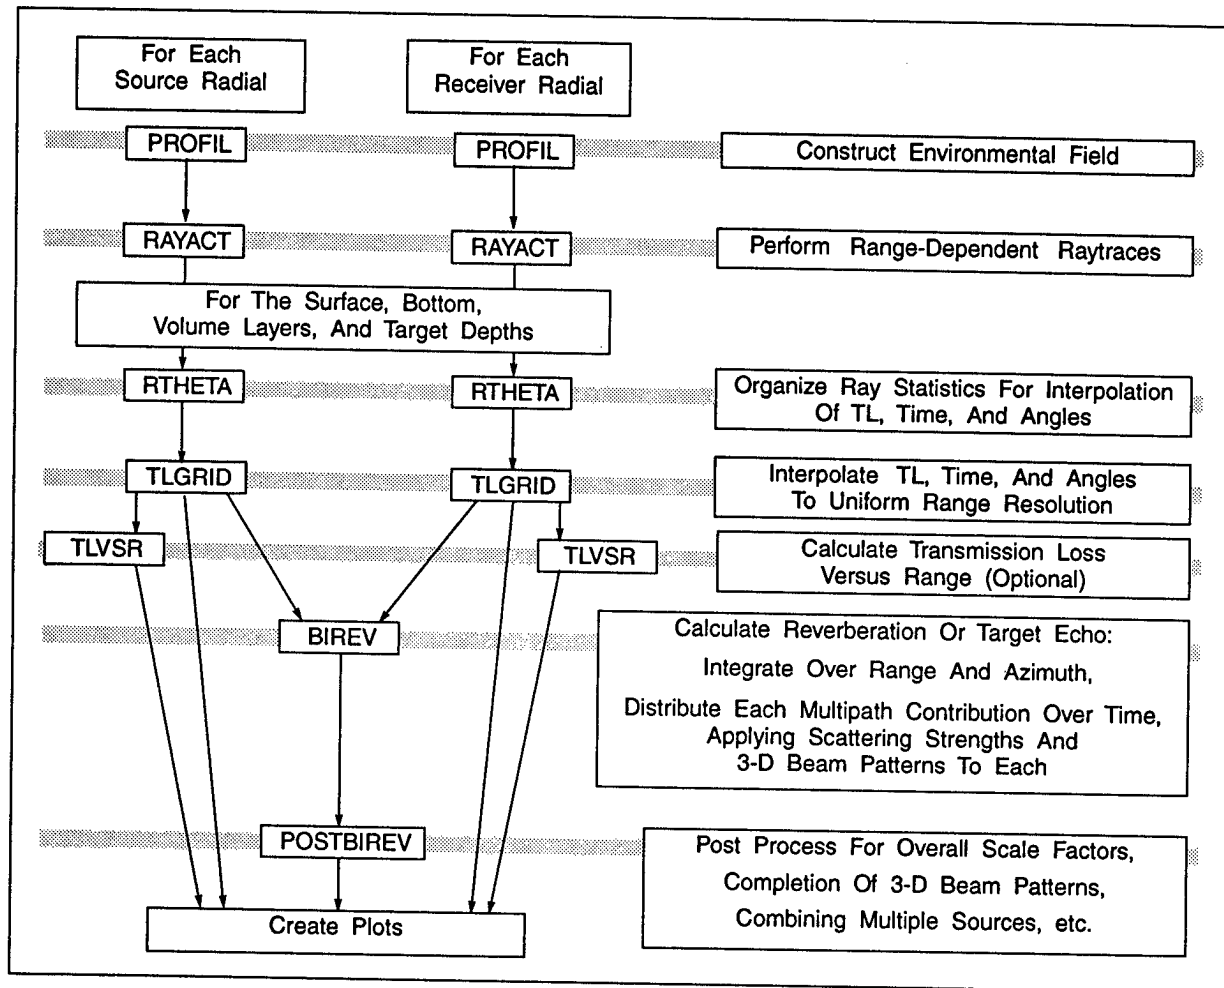 For Each
Source Radial
For Each
Receiver Radial
PROFIL
PROFIL
Construct Environmental Field
RAYACT
RAYACT
Perform Range-Dependent Raytraces
For The Surface, Bottom,
Volume Layers, And Target Depths
RTHETA
RTHETA
Organize Ray Statistics For Interpolation
Of TL, Time, And Angles
TLGRID
TLGRID
Interpolate TL, Time, And Angles
To Uniform Range Resolution
TLVSR
TLVSR
Calculate Transmission Loss
Versus Range (Optional)
BIREV
Calculate Reverberation Or Target Echo:
Integrate Over Range And Azimuth,
Distribute Each Multipath Contribution Over Time,
Applying Scattering Strengths And
3-D Beam Patterns To Each
POSTBIREV
Post Process For Overall Scale Factors,
Completion Of 3-D Beam Patterns,
Combining Multiple Sources, etc.
Create Plots